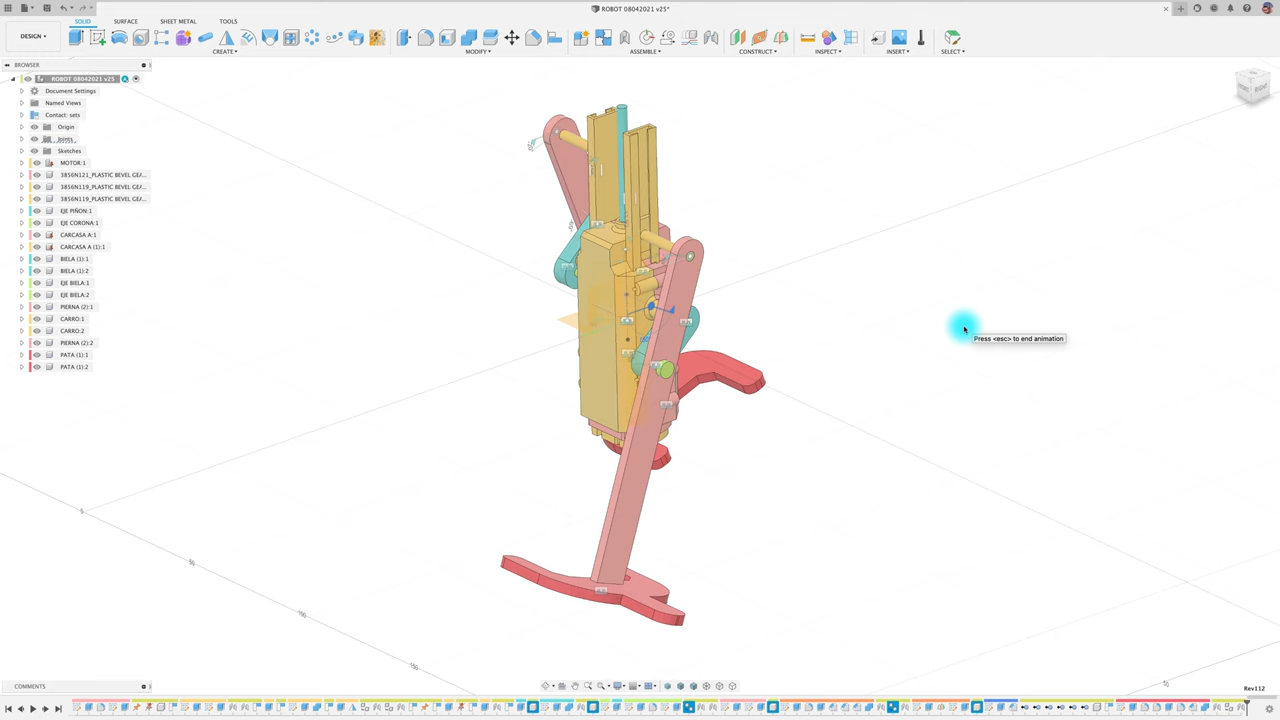 ROBOT 08042021 v25*
DESIGN
SOLID
SURFACE
SHEET METAL
TOOLS
CREATE
MODIFY
ASSEMBLE
CONSTRUCT
INSPECT
INSERT
SELECT
BROWSER
ROBOT 08042021 v25
Document Settings
Named Views
Contact: sets
Origin
Joints
Sketches
MOTOR:1
3856N121_PLASTIC BEVEL GEA...
3856N119_PLASTIC BEVEL GEA...
3856N119_PLASTIC BEVEL GEA...
EJE PIÑON:1
EJE CORONA:1
CARCASA A:1
CARCASA A (1):1
BIELA (1):1
BIELA (1):2
EJE BIELA:1
EJE BIELA:2
PIERNA (2):1
CARRO:1
CARRO:2
PIERNA (2):2
PATA (1):1
PATA (1):2
Press <esc> to end animation
COMMENTS
Rev112